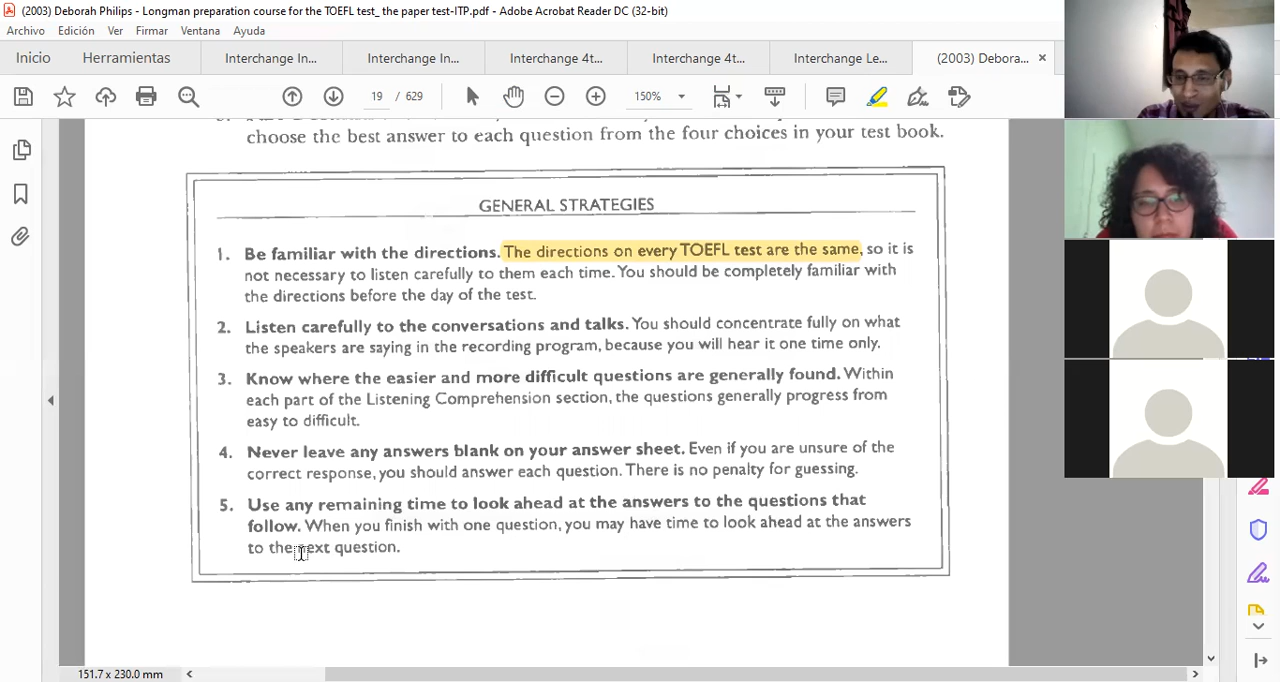 (2003) Deborah Philips - Longman preparation course for the TOEFL test_ the paper test-ITP.pdf - Adobe Acrobat Reader DC (32-bit)
Archivo Edición Ver Firmar Ventana Ayuda
Inicio Herramientas Interchange In... Interchange In... Interchange 4t... Interchange 4t... Interchange Le... (2003) Debora...
19 / 629 150%
choose the best answer to each question from the four choices in your test book.
GENERAL STRATEGIES
1. Be familiar with the directions. The directions on every TOEFL test are the same, so it is
not necessary to listen carefully to them each time. You should be completely familiar with
the directions before the day of the test.
2. Listen carefully to the conversations and talks. You should concentrate fully on what
the speakers are saying in the recording program, because you will hear it one time only.
3. Know where the easier and more difficult questions are generally found. Within
each part of the Listening Comprehension section, the questions generally progress from
easy to difficult.
4. Never leave any answers blank on your answer sheet. Even if you are unsure of the
correct response, you should answer each question. There is no penalty for guessing.
5. Use any remaining time to look ahead at the answers to the questions that
follow. When you finish with one question, you may have time to look ahead at the answers
to the next question.
151.7 x 230.0 mm